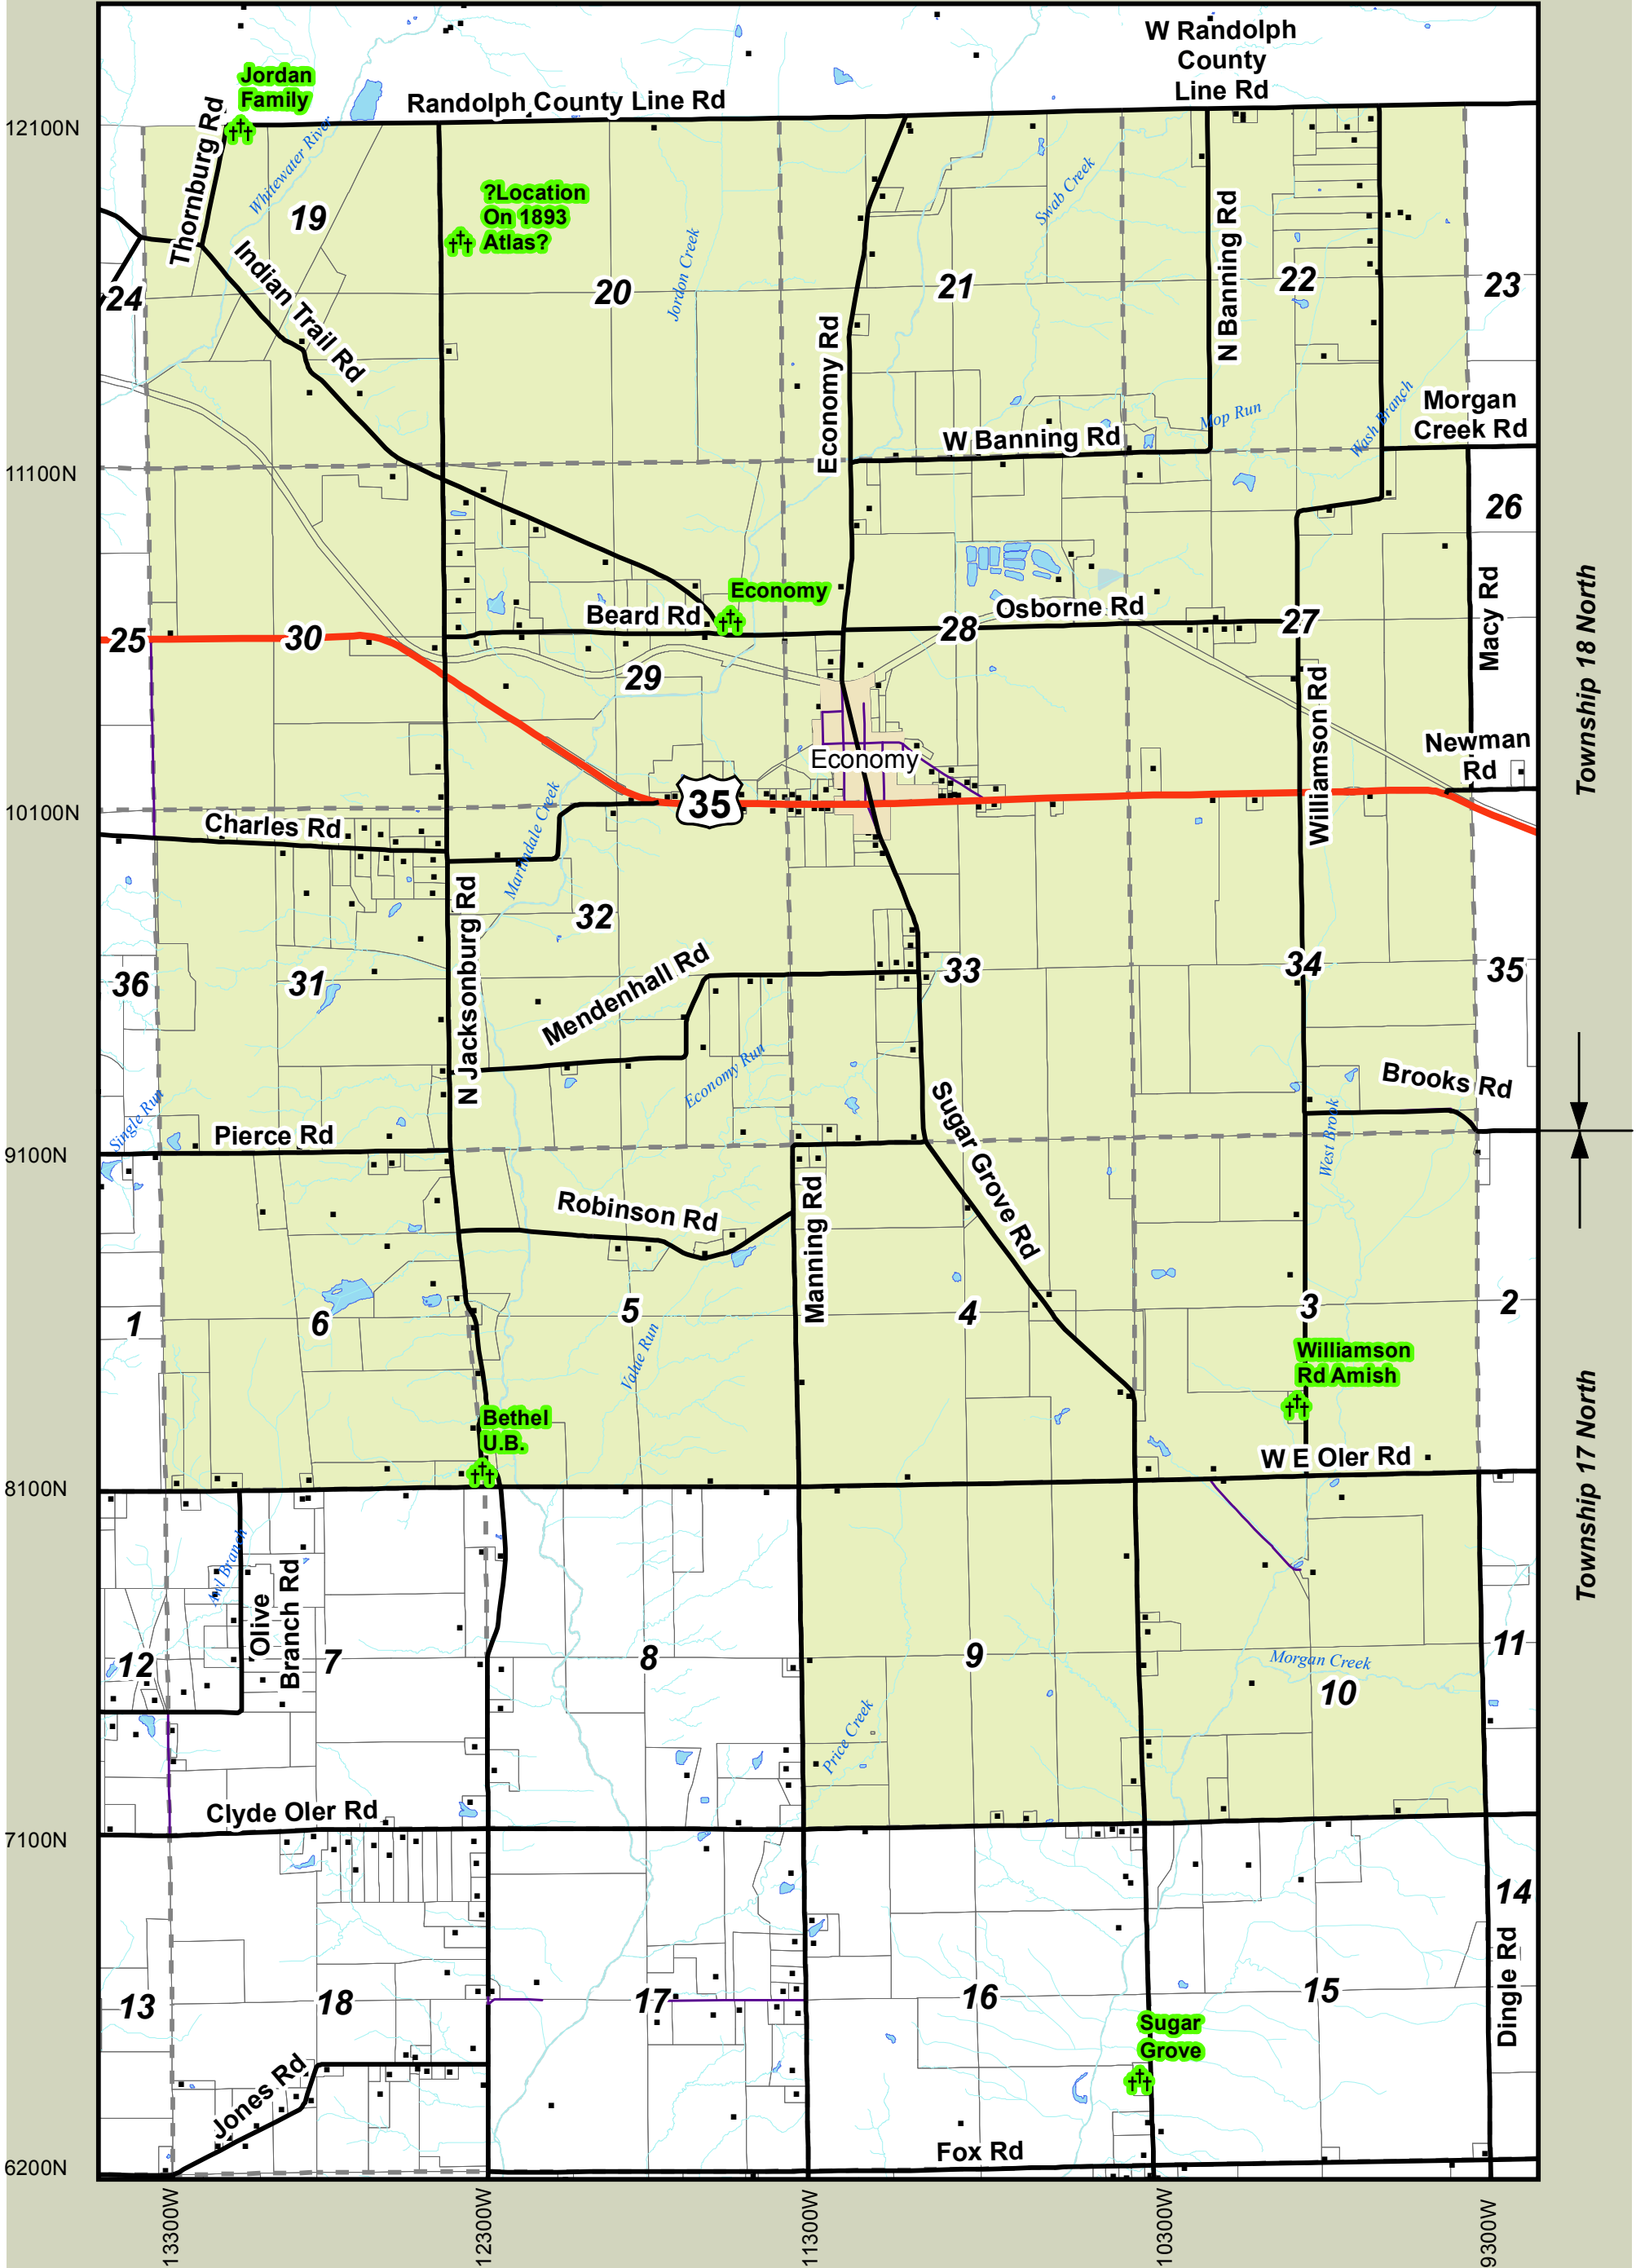 W Randolph
County
Line Rd
Jordan
Family
Randolph County Line Rd
12100N
Thornburg Rd
Whitewater River
?Location
On 1893
Atlas?
19
Swab Creek
N Banning Rd
Jordon Creek
Indian
Trail Rd
24
20
21
22
23
Economy Rd
Morgan
Creek Rd
Mop Run
Wash Branch
W Banning Rd
11100N
26
Economy
Beard Rd
Osborne Rd
Macy Rd
Township 18 North
25
30
28
27
29
Williamson Rd
Newman
Rd
Economy
35
10100N
Charles Rd
Martindale Creek
N Jacksonburg Rd
32
36
31
Mendenhall Rd
33
34
35
Economy Run
Sugar Grove Rd
Brooks Rd
Single Run
Pierce Rd
West Brook
9100N
Robinson Rd
Manning Rd
1
6
5
4
3
2
Value Run
Williamson
Rd Amish
Bethel
U.B.
W E Oler Rd
8100N
Township 17 North
Awl Branch
Olive
Branch Rd
12
7
8
9
11
Morgan Creek
10
Price Creek
Clyde Oler Rd
7100N
14
Dingle Rd
13
18
17
16
15
Sugar
Grove
Jones Rd
Fox Rd
6200N
13300W
12300W
11300W
10300W
9300W